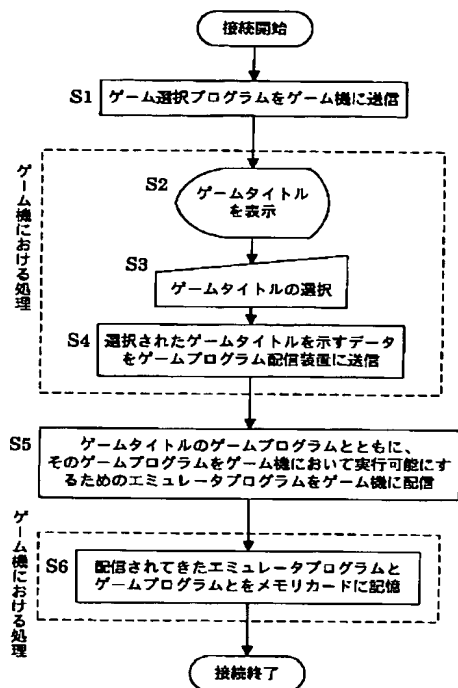 接続開始
S1
ゲーム選択プログラムをゲーム機に送信
ゲーム機における処理
S2
ゲームタイトル
を表示
S3
ゲームタイトルの選択
S4
選択されたゲームタイトルを示すデータ
をゲームプログラム配信装置に送信
S5
ゲームタイトルのゲームプログラムとともに、
そのゲームプログラムをゲーム機において実行可能にす
るためのエミュレータプログラムをゲーム機に配信
ゲーム機における処理
S6
配信されてきたエミュレータプログラムと
ゲームプログラムとをメモリカードに記憶
接続終了